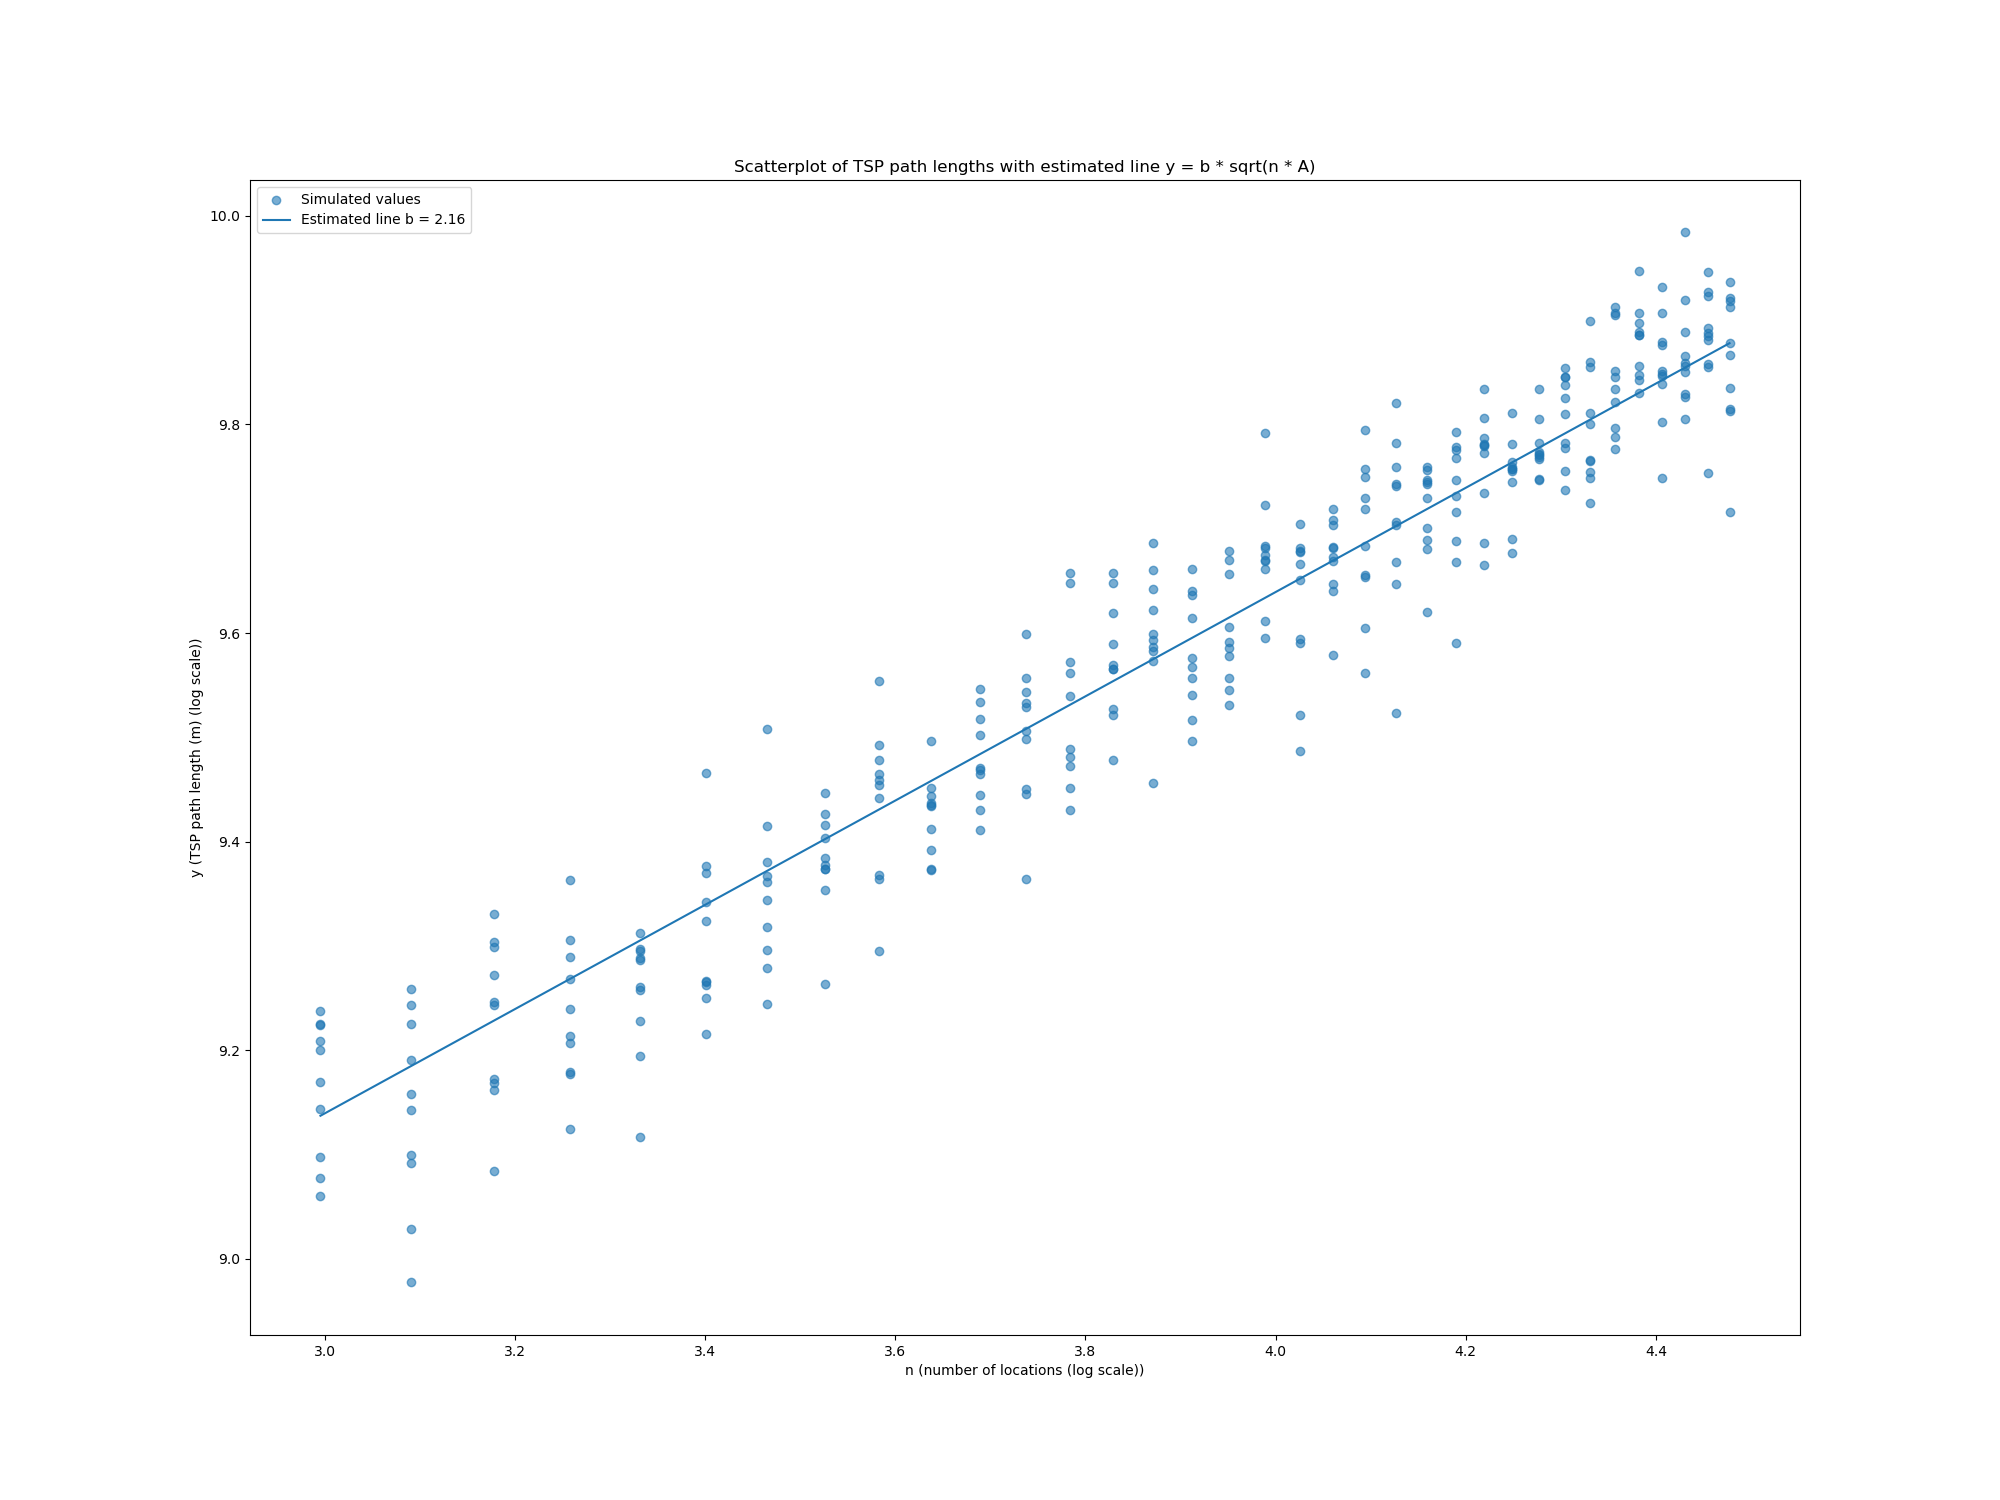 Scatterplot of TSP path lengths with estimated line y = b * sqrt(n * A)
Simulated values
Estimated line b = 2.16
10.0
9.8
9.6
9.4
9.2
9.0
y (TSP path length (m) (log scale))
3.0 3.2 3.4 3.6 3.8 4.0 4.2 4.4
n (number of locations (log scale))